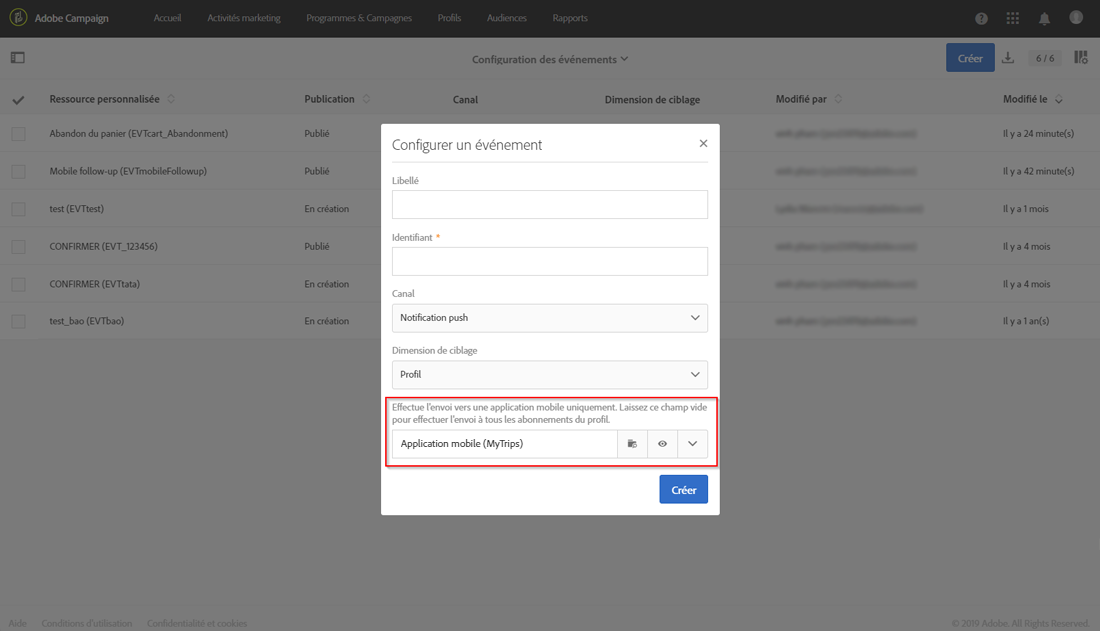 Adobe Campaign Accueil Activités marketing Programmes & Campagnes Profils Audiences Rapports
Configuration des événements
Créer
6 / 6
Ressource personnalisée Publication Canal Dimension de ciblage Modifié par Modifié le
Abandon du panier (EVTcart_Abandonment) Publié Il y a 24 minute(s)
Mobile follow-up (EVTmobileFollowup) Publié Il y a 42 minute(s)
test (EVTtest) En création Il y a 1 mois
CONFIRMER (EVT_123456) Publié Il y a 4 mois
CONFIRMER (EVTtata) En création Il y a 4 mois
test_bao (EVTbao) En création Il y a 1 an(s)
Configurer un événement
Libellé
Identifiant *
Canal
Notification push
Dimension de ciblage
Profil
Effectue l'envoi vers une application mobile uniquement. Laissez ce champ vide
pour effectuer l'envoi à tous les abonnements du profil.
Application mobile (MyTrips)
Créer
Aide Conditions d'utilisation Confidentialité et cookies © 2019 Adobe. All Rights Reserved.